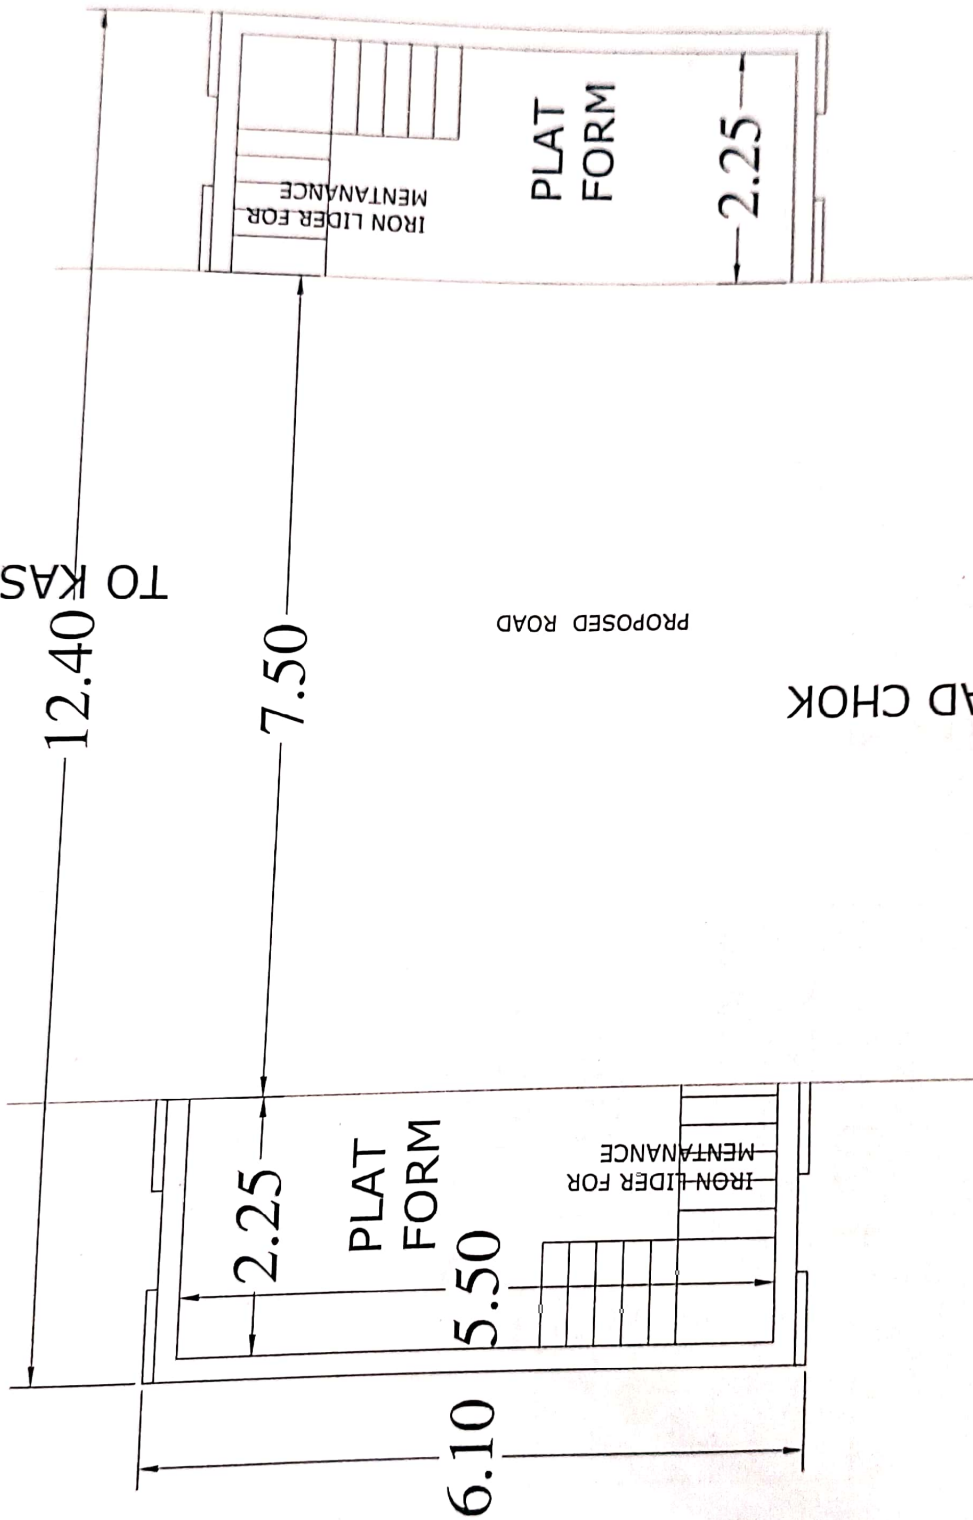 PLAT
FORM
2.25
IRON LIDER FOR
MENTANANCE
TO KAS
12.40
7.50
PROPOSED ROAD
AD CHOK
2.25
PLAT
FORM
IRON LIDER FOR
MENTANANCE
5.50
6.10